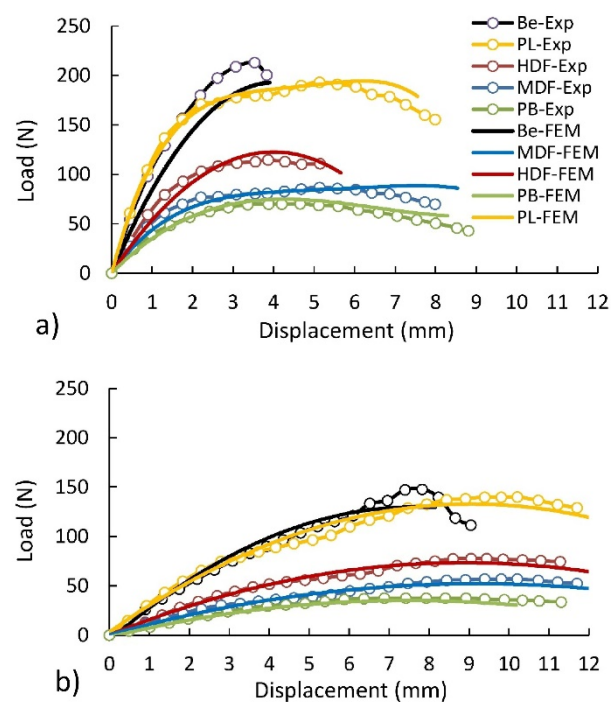 250
200
150
100
50
0
Load (N)
0 1 2 3 4 5 6 7 8 9 10 11 12
Displacement (mm)
a)
Be-Exp
PL-Exp
HDF-Exp
MDF-Exp
PB-Exp
Be-FEM
MDF-FEM
HDF-FEM
PB-FEM
PL-FEM
250
200
150
100
50
0
Load (N)
0 1 2 3 4 5 6 7 8 9 10 11 12
Displacement (mm)
b)